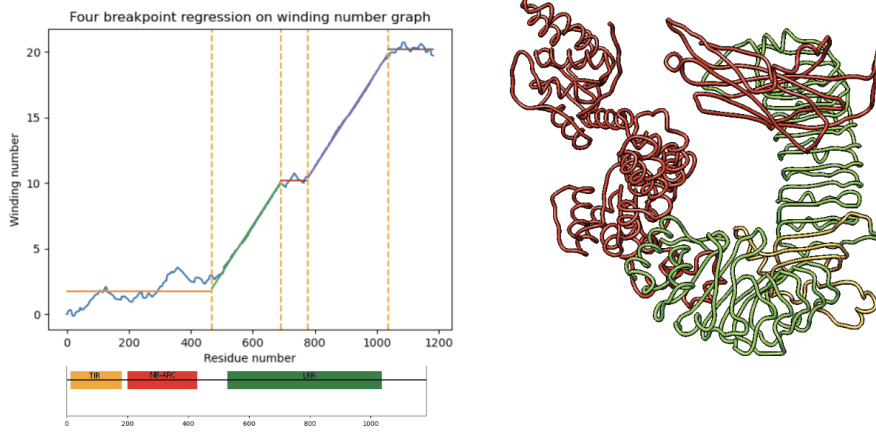 Four breakpoint regression on winding number graph
20
15
10
5
0
Winding number
0 200 400 600 800 1000 1200
Residue number
TIR NB-ARC LRR
0 200 400 600 800 1000